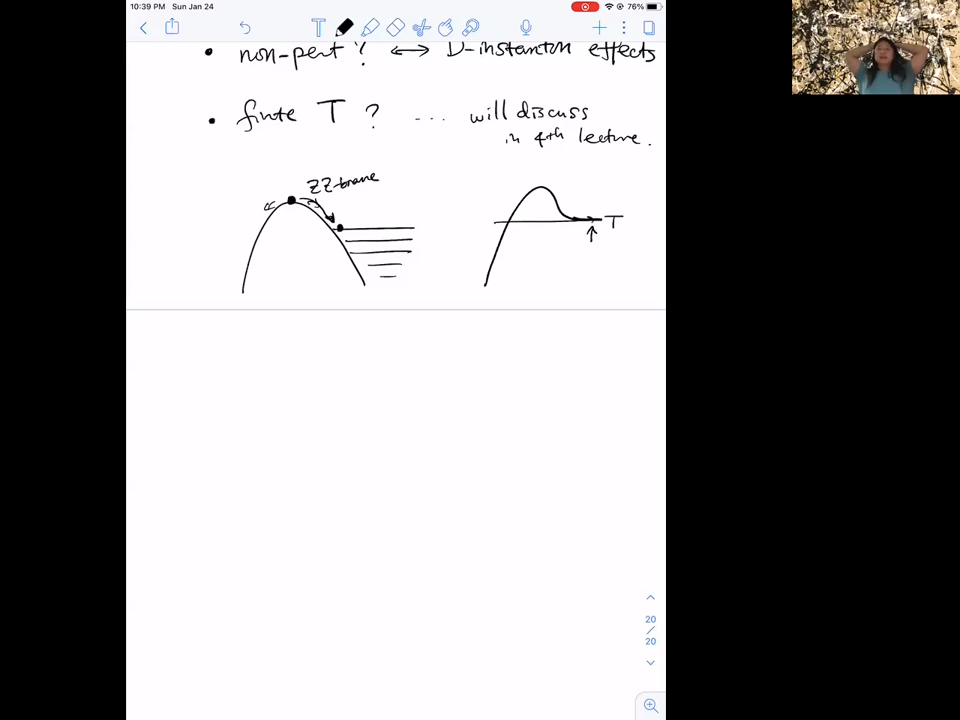 10:39 PM Sun Jan 24 76%
• non-pert ? ↔ D-instanton effects
• finte T ? ... will discuss
in 4th lecture.
ZZ-brane
T
20
/
20